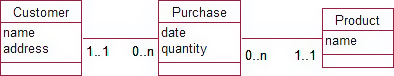 Customer
name
address
1..1
0..n
Purchase
date
quantity
0..n
1..1
Product
name